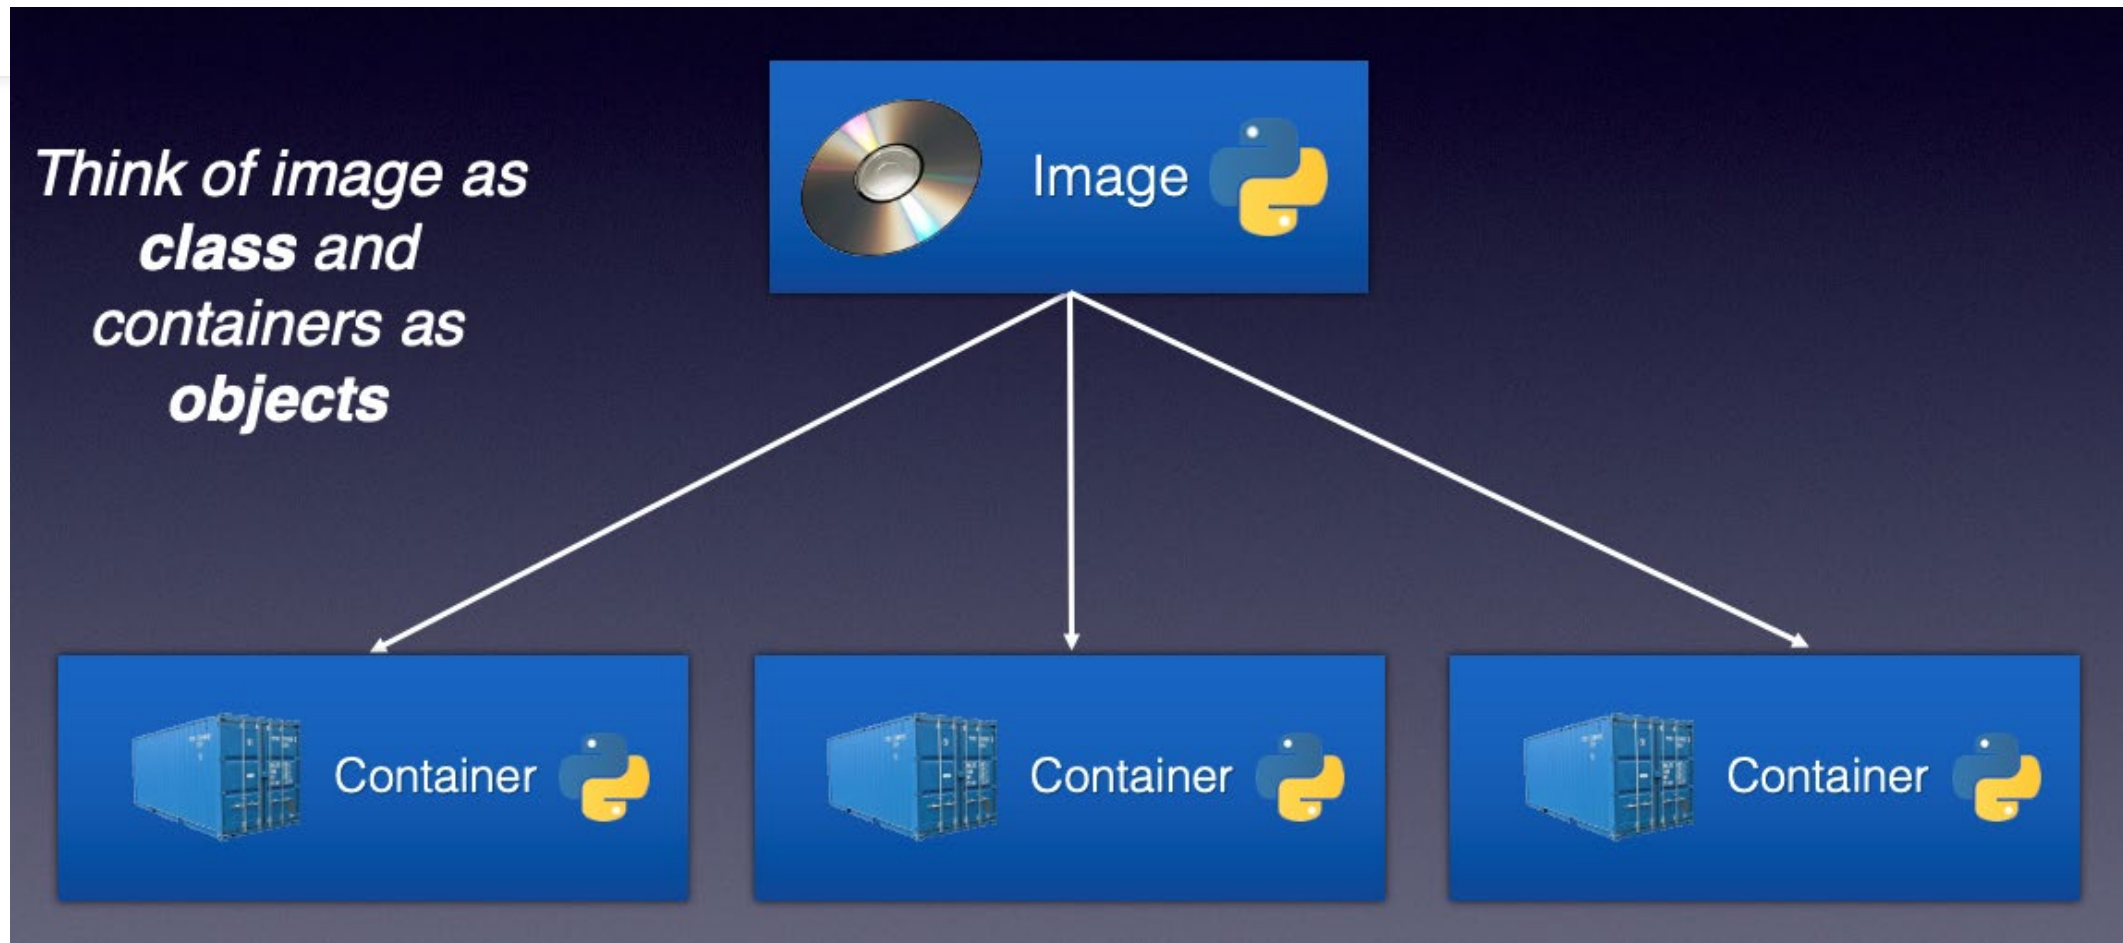 Think of image as
class and
containers as
objects
Image
Container
Container
Container